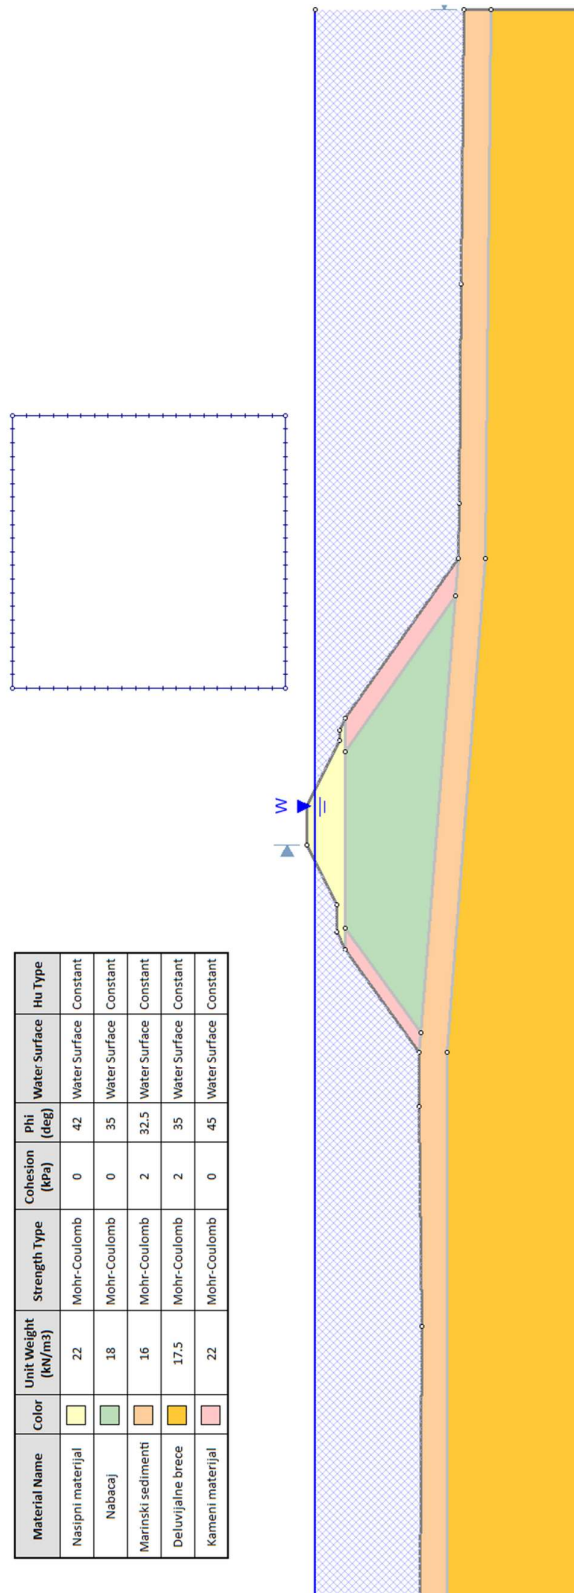 Material Name Color Unit Weight (kN/m3) Strength Type Cohesion (kPa) Phi (deg) Water Surface Hu Type
Nasipni materijal 22 Mohr-Coulomb 0 42 Water Surface Constant
Nabacaj 18 Mohr-Coulomb 0 35 Water Surface Constant
Marinski sedimenti 16 Mohr-Coulomb 2 32.5 Water Surface Constant
Deluvijalne brece 17.5 Mohr-Coulomb 2 35 Water Surface Constant
Kameni materijal 22 Mohr-Coulomb 0 45 Water Surface Constant
W